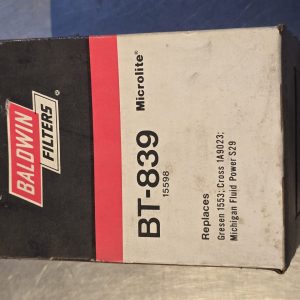 BALDWIN
FILTERS
BT-839 Microlite®
15598
Replaces
Gresen 1553; Cross 1A9023;
Michigan Fluid Power S29